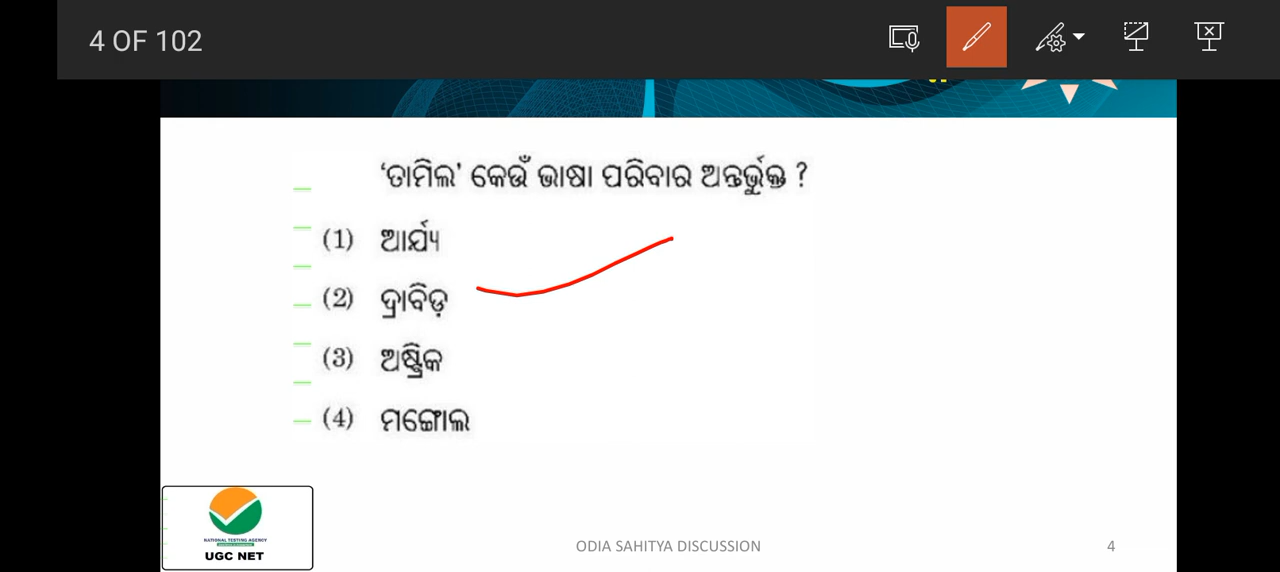 4 OF 102
‘ତାମିଲ’ କେଉଁ ଭାଷା ପରିବାର ଅନ୍ତର୍ଭୁକ୍ତ ?
(1) ଆର୍ଯ୍ୟ
(2) ଦ୍ରାବିଡ଼
(3) ଅଷ୍ଟ୍ରିକ
(4) ମଙ୍ଗୋଲ
NATIONAL TESTING AGENCY
UGC NET
ODIA SAHITYA DISCUSSION
4